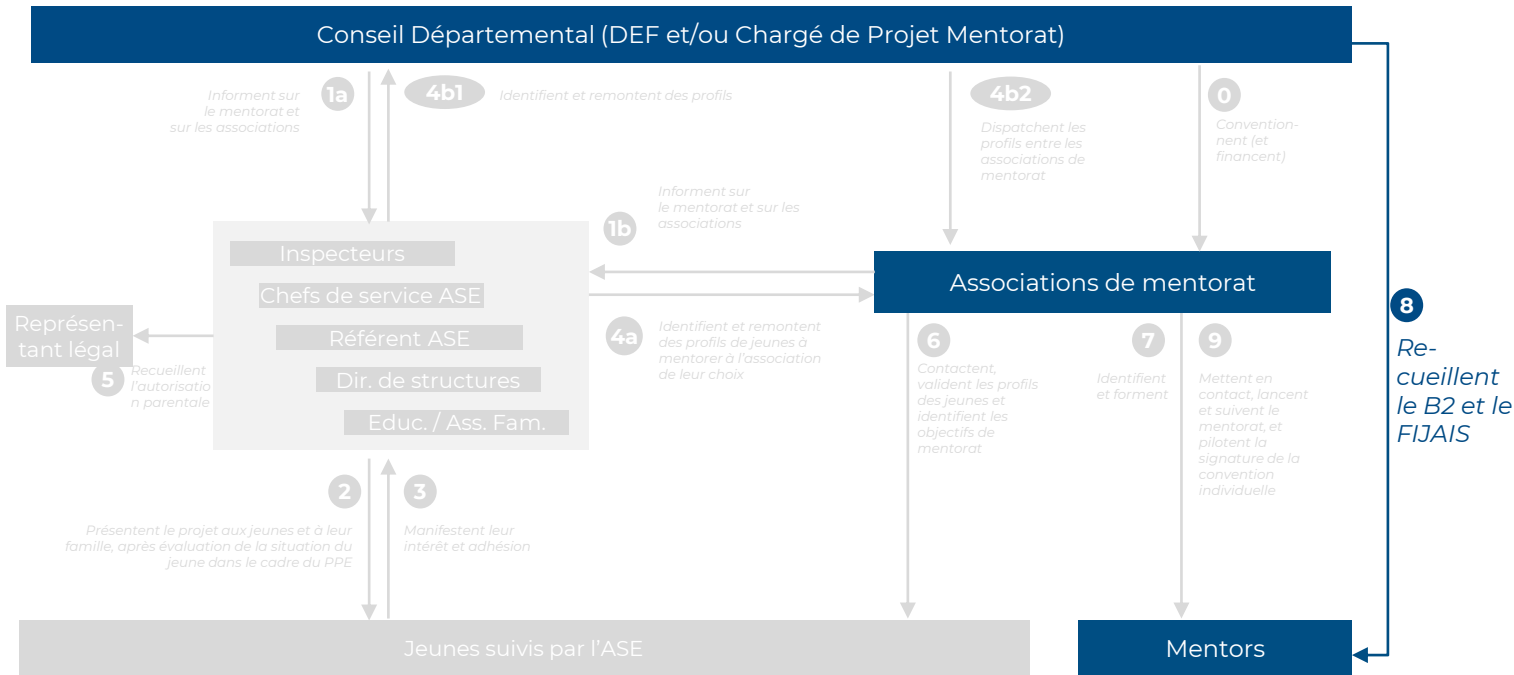 Conseil Départemental (DEF et/ou Chargé de Projet Mentorat)
1a
Informent sur
le mentorat et
sur les associations
4b1
Identifient et remontent des profils
4b2
Dispatchent les
profils entre les
associations de
mentorat
0
Convention-
nent (et
financent)
1b
Informent sur
le mentorat et sur les
associations
Inspecteurs
Chefs de service ASE
Référent ASE
Dir. de structures
Educ. / Ass. Fam.
Associations de mentorat
Représen-
tant légal
5
Recueillent
l'autorisatio
n parentale
4a
Identifient et remontent
des profils de jeunes à
mentorer à l'association
de leur choix
6
Contactent,
valident les profils
des jeunes et
identifient les
objectifs de
mentorat
7
Identifient
et forment
9
Mettent en
contact, lancent
et suivent le
mentorat, et
pilotent la
signature de la
convention
individuelle
8
Re-
cueillent
le B2 et le
FIJAIS
2
Présentent le projet aux jeunes et à leur
famille, après évaluation de la situation du
jeune dans le cadre du PPE
3
Manifestent leur
intérêt et adhésion
Jeunes suivis par l'ASE
Mentors